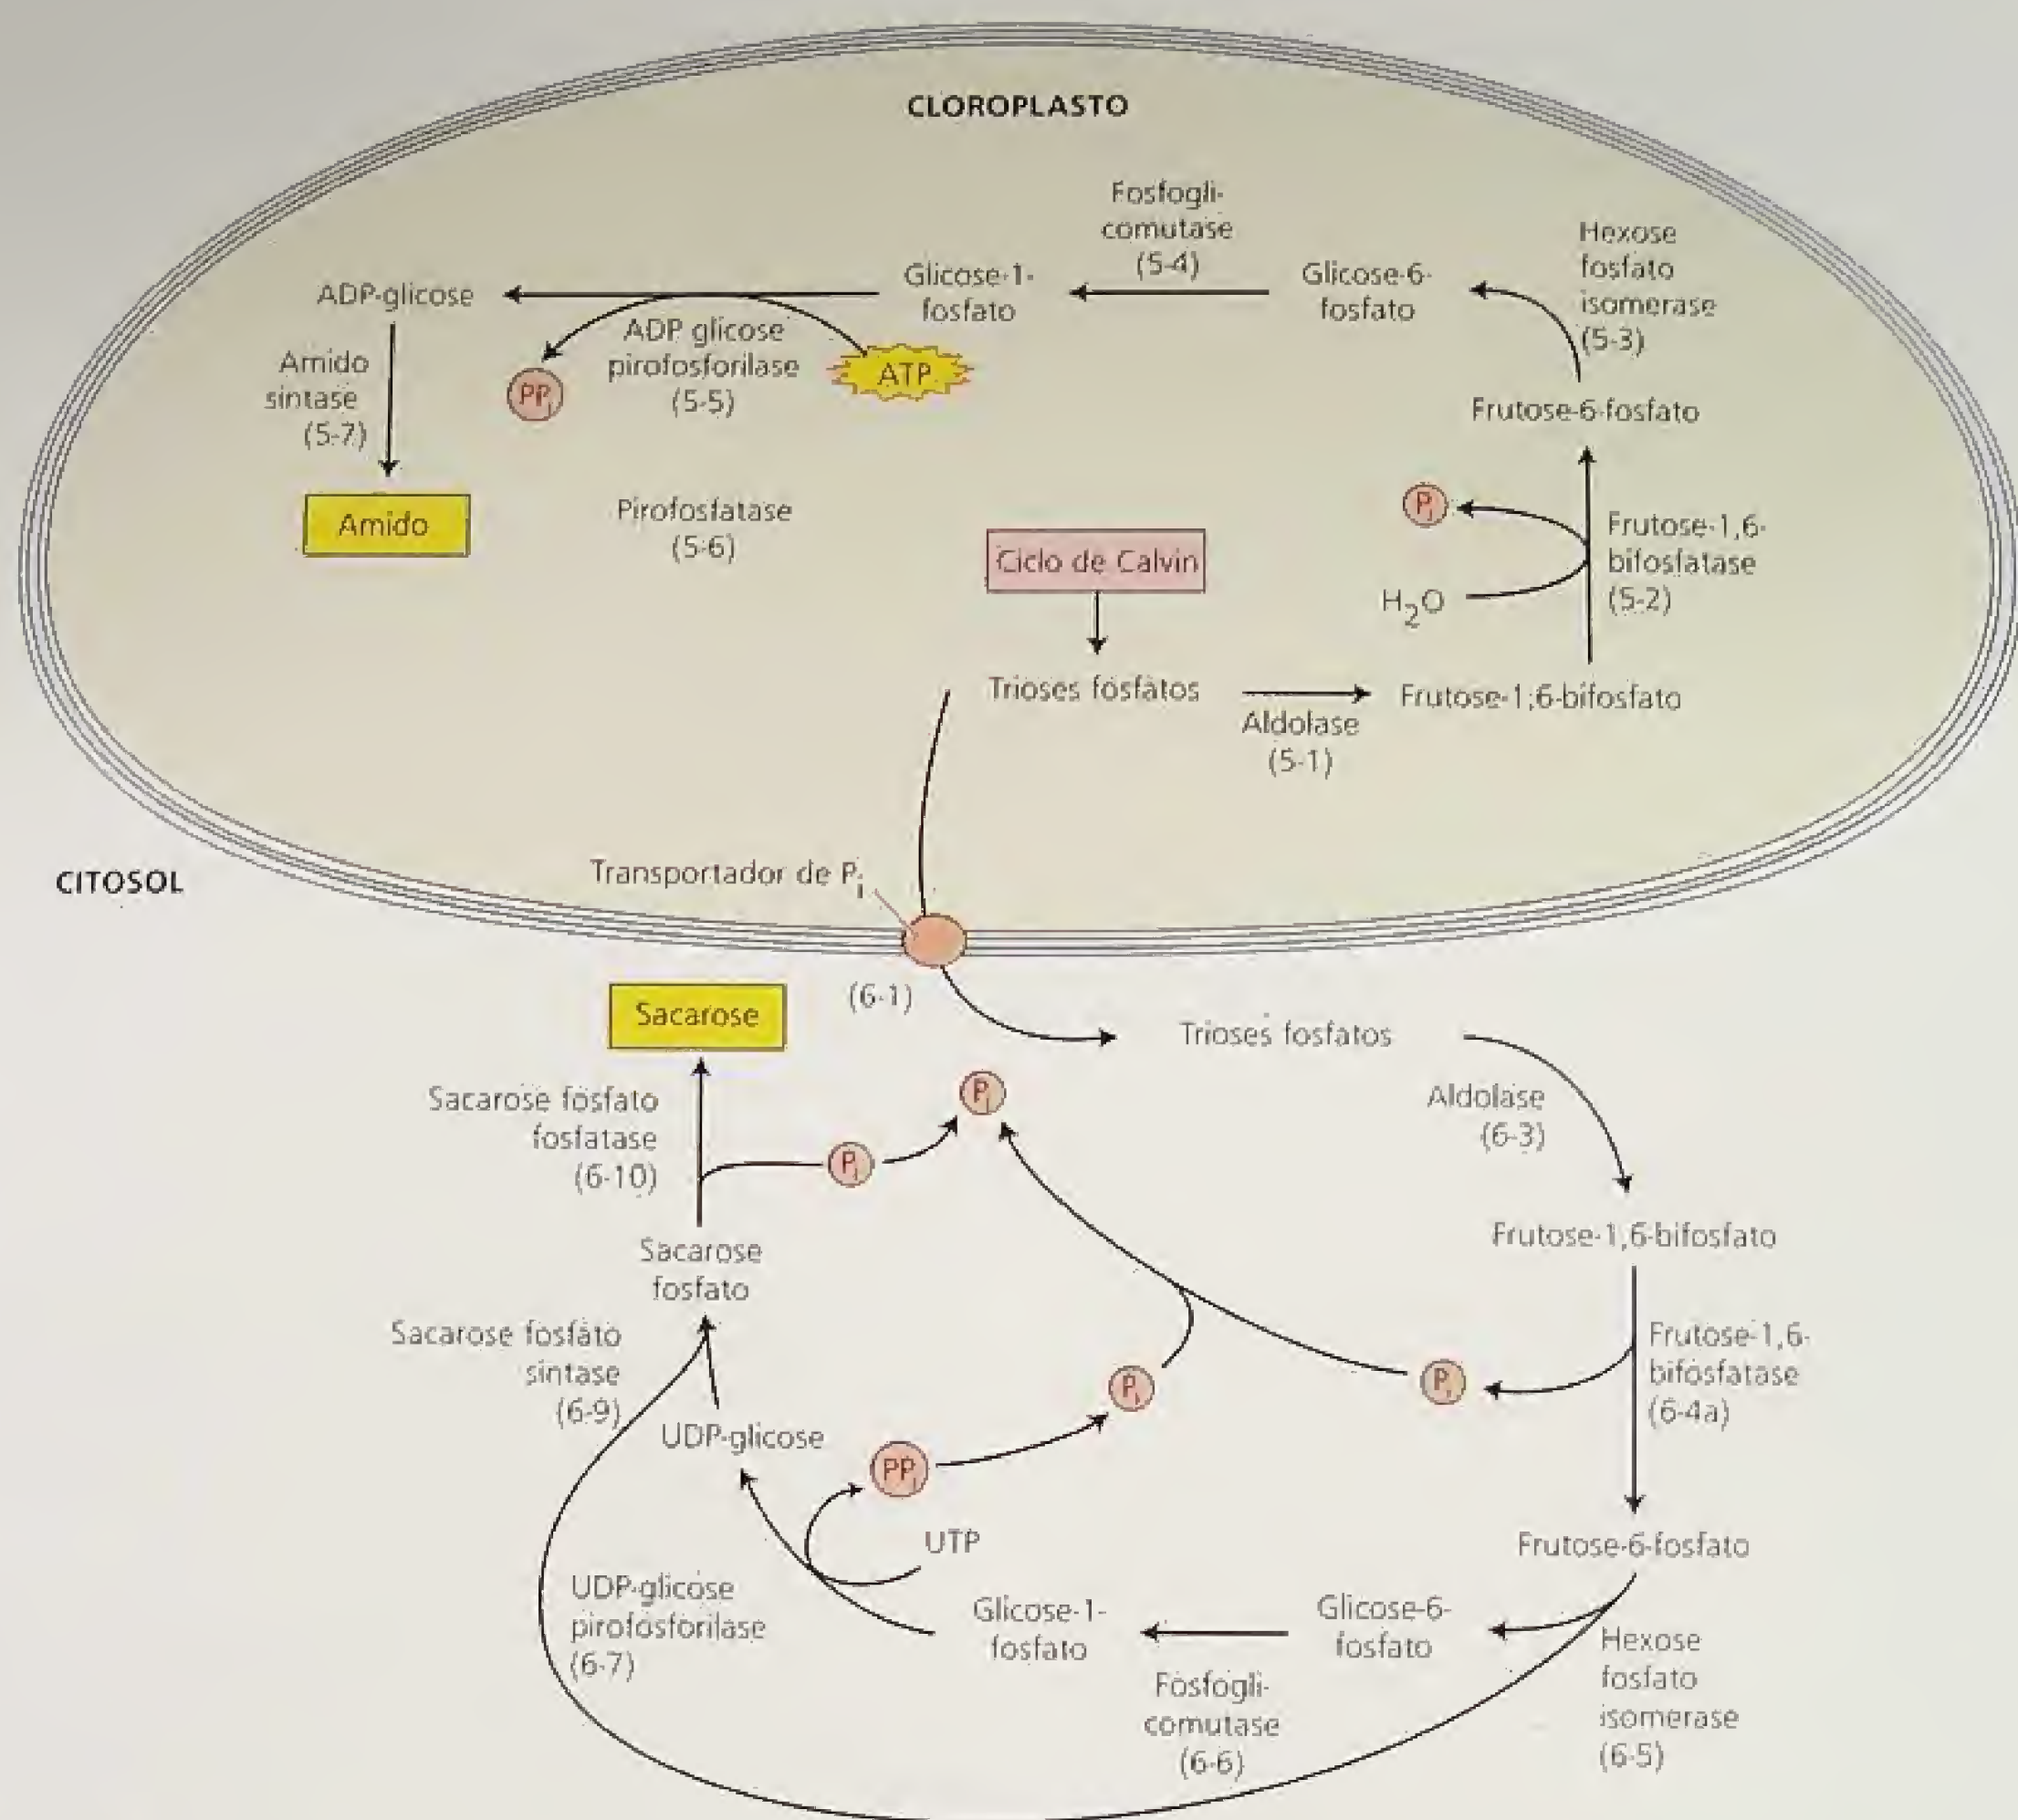 CLOROPLASTO
Fosfogli-
comutase
(5-4)
Hexose
fosfato
isomerase
(5-3)
ADP-glicose
Glicose-1-
fosfato
Glicose-6-
fosfato
ADP glicose
pirofosforilase
(5-5)
ATP
PPi
Amido
sintase
(5-7)
Frutose-6-fosfato
Amido
Pirofosfatase
(5-6)
Pi
Frutose-1,6-
bifosfatase
(5-2)
H2O
Ciclo de Calvin
Trioses fosfatos
Aldolase
(5-1)
Frutose-1,6-bifosfato
CITOSOL
Transportador de Pi
(6-1)
Sacarose
Trioses fosfatos
Aldolase
(6-3)
Pi
Sacarose fosfato
fosfatase
(6-10)
Pi
Frutose-1,6-bifosfato
Sacarose
fosfato
Sacarose fosfato
sintase
(6-9)
Frutose-1,6-
bifosfatase
(6-4a)
Pi
Pi
UDP-glicose
PPi
UTP
Frutose-6-fosfato
UDP-glicose
pirofosforilase
(6-7)
Glicose-1-
fosfato
Glicose-6-
fosfato
Fosfogli-
comutase
(6-6)
Hexose
fosfato
isomerase
(6-5)